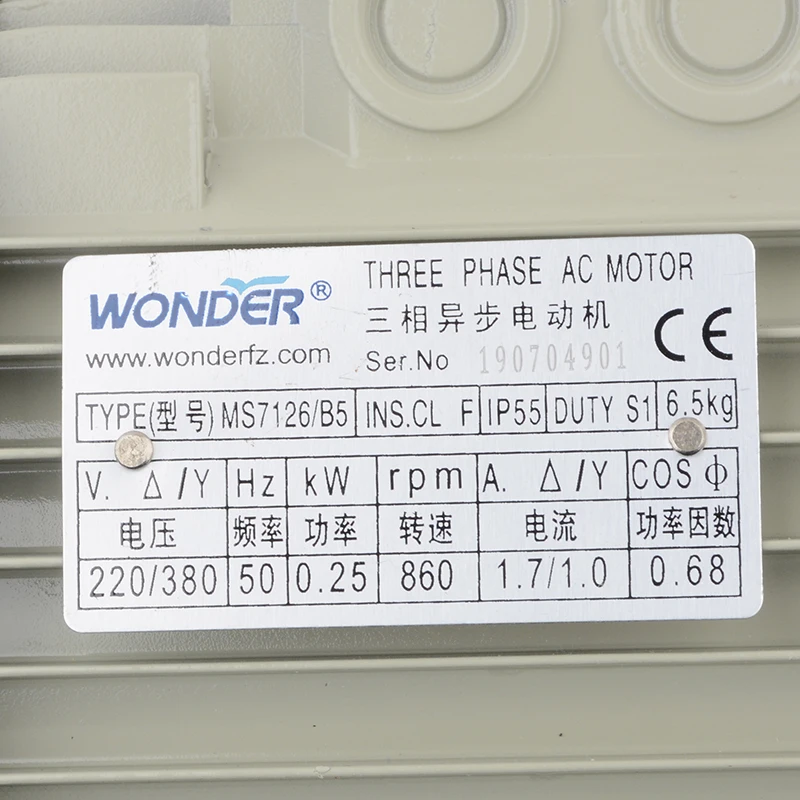 WONDER®
THREE PHASE AC MOTOR
三相异步电动机
www.wonderfz.com
Ser.No 190704901
CE
TYPE(型号) MS7126/B5 INS.CL F IP55 DUTY S1 6.5kg
V. Δ/Y Hz kW rpm A. Δ/Y COS ф
电压 频率 功率 转速 电流 功率因数
220/380 50 0.25 860 1.7/1.0 0.68